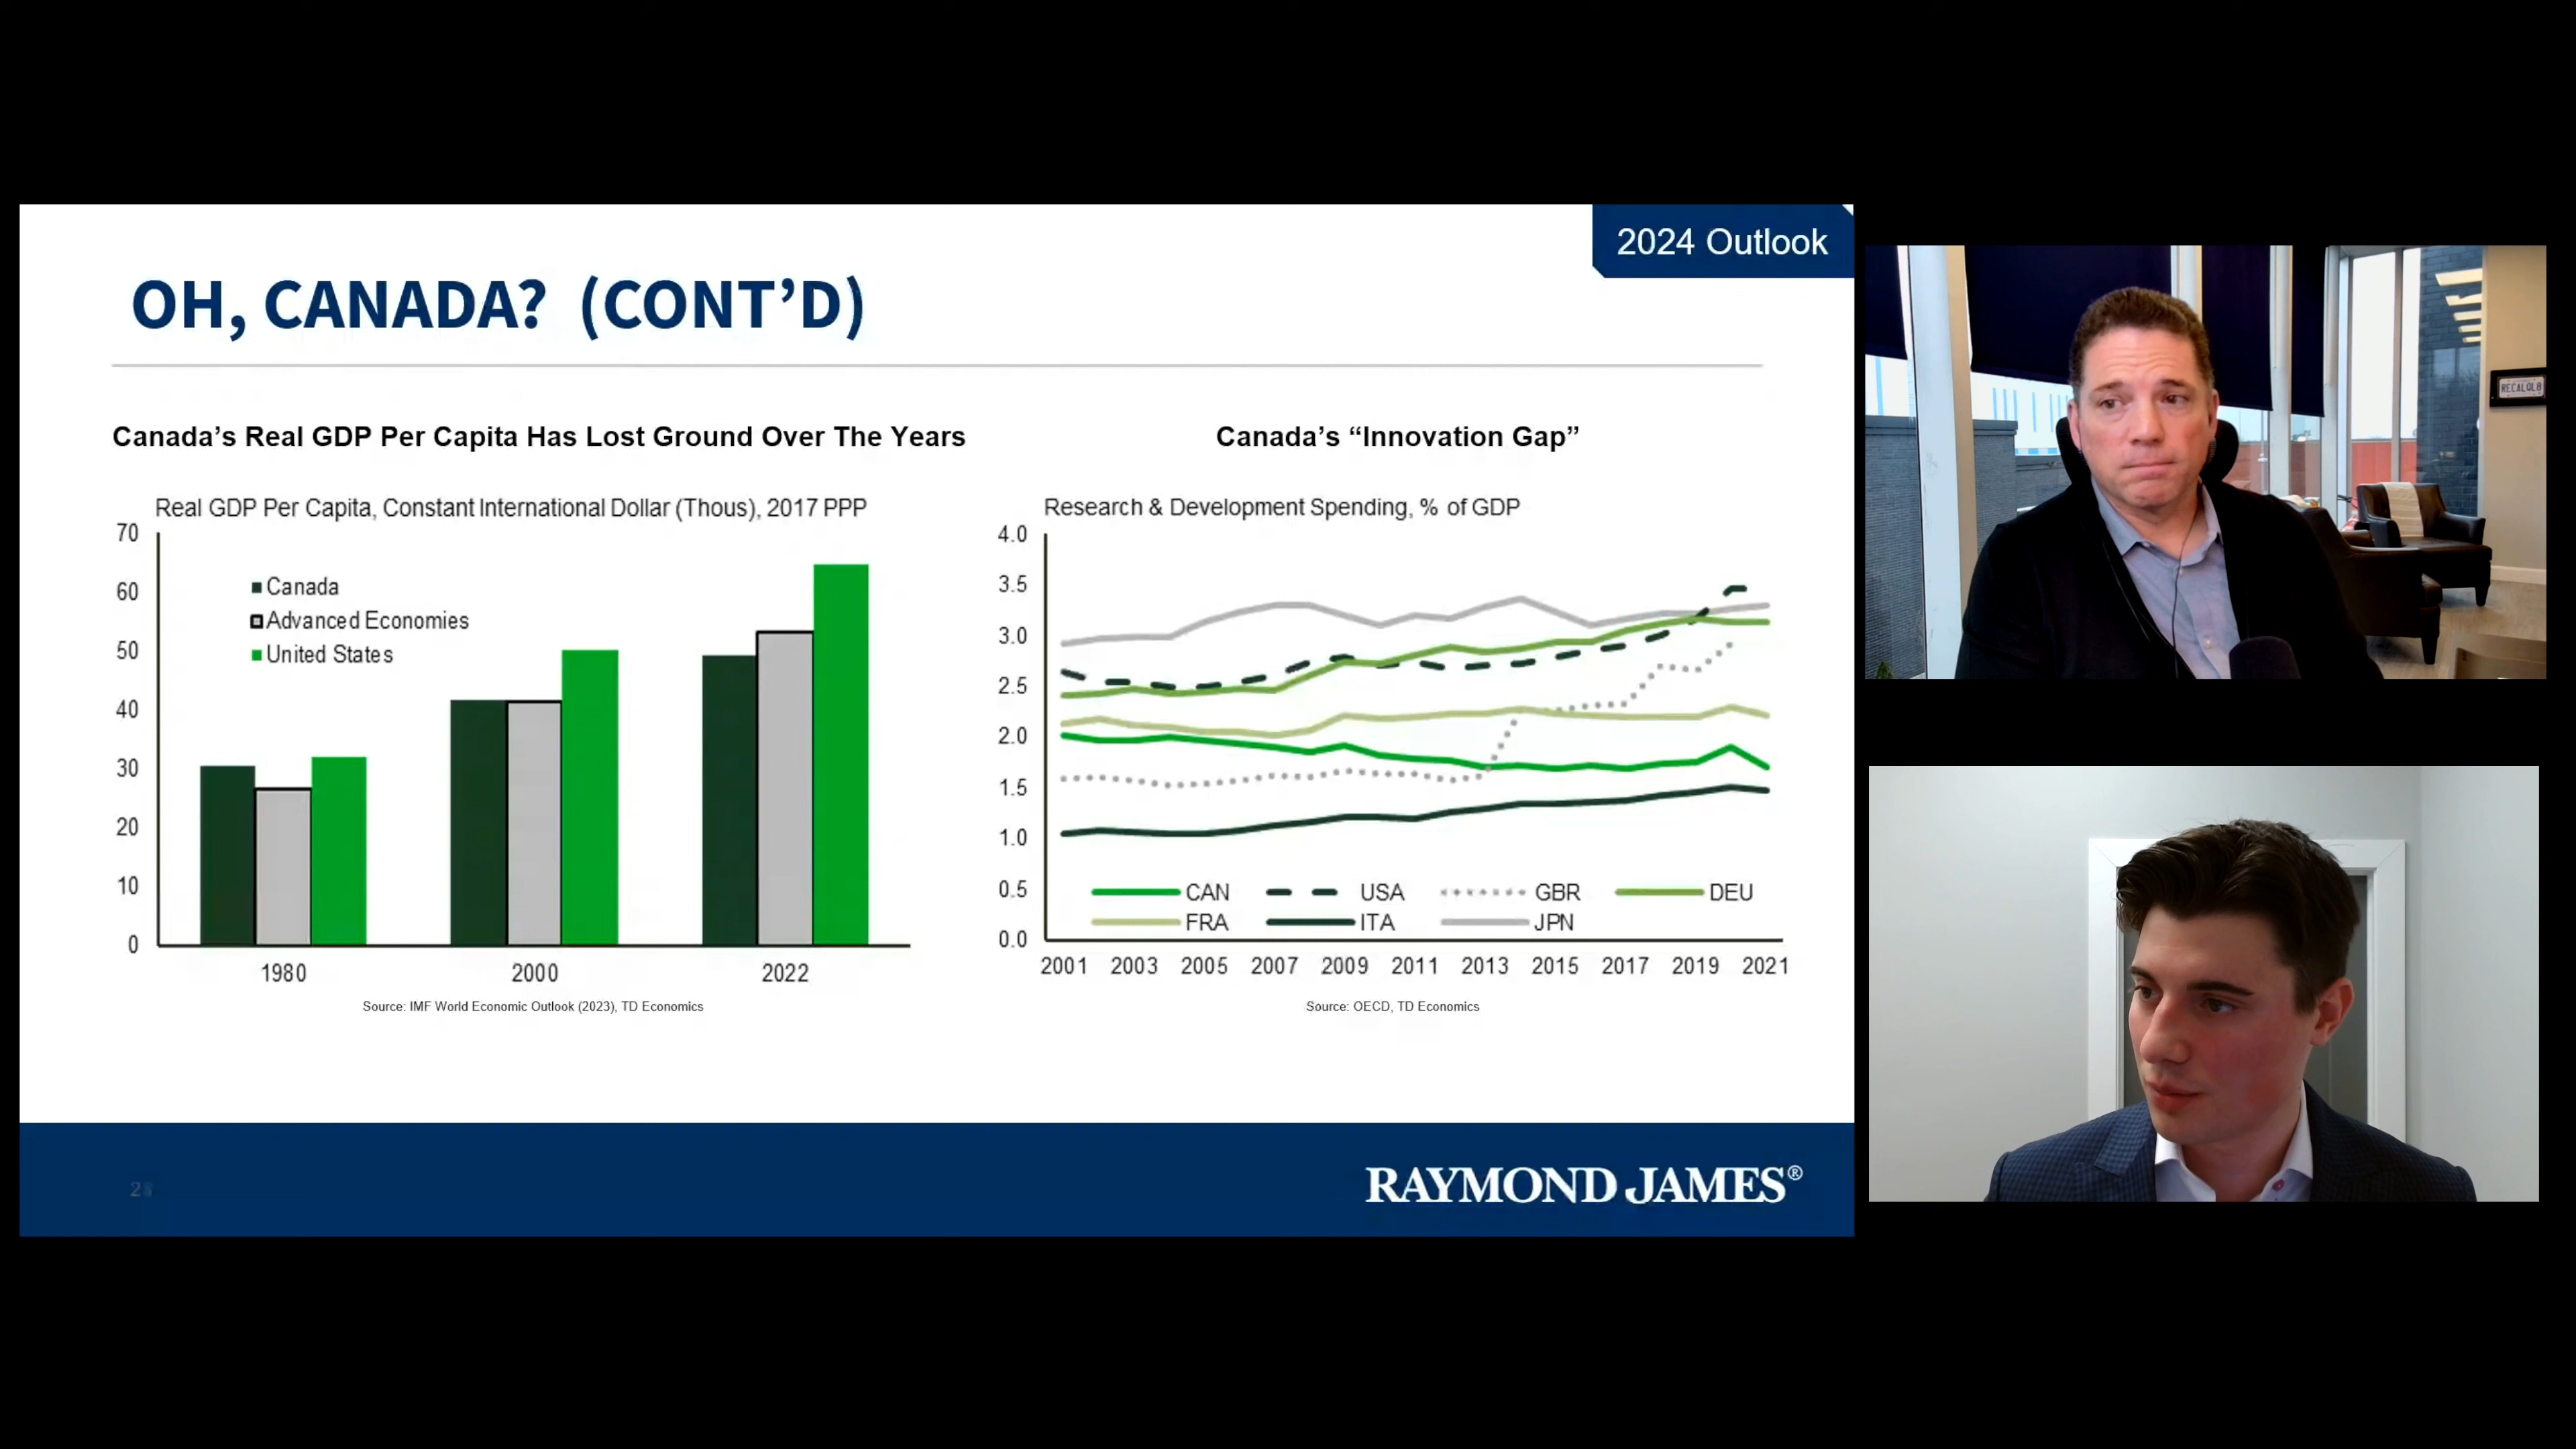 2024 Outlook
OH, CANADA? (CONT’D)
Canada’s Real GDP Per Capita Has Lost Ground Over The Years
Real GDP Per Capita, Constant International Dollar (Thous), 2017 PPP
70
60
50
40
30
20
10
0
Canada
Advanced Economies
United States
1980 2000 2022
Source: IMF World Economic Outlook (2023), TD Economics
Canada’s “Innovation Gap”
Research & Development Spending, % of GDP
4.0
3.5
3.0
2.5
2.0
1.5
1.0
0.5
0.0
CAN USA GBR DEU
FRA ITA JPN
2001 2003 2005 2007 2009 2011 2013 2015 2017 2019 2021
Source: OECD, TD Economics
RAYMOND JAMES®
RECALQL8